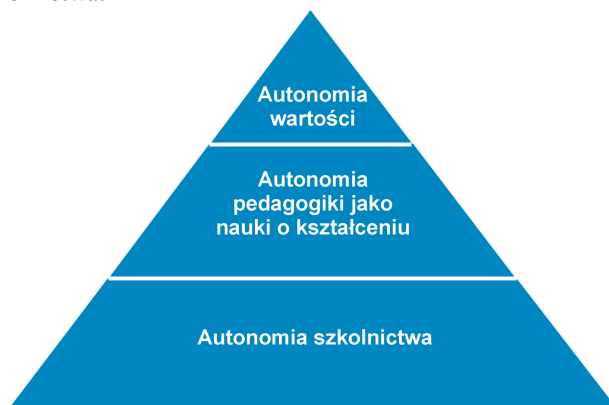 Autonomia
wartości
Autonomia
pedagogiki jako
nauki o kształceniu
Autonomia szkolnictwa